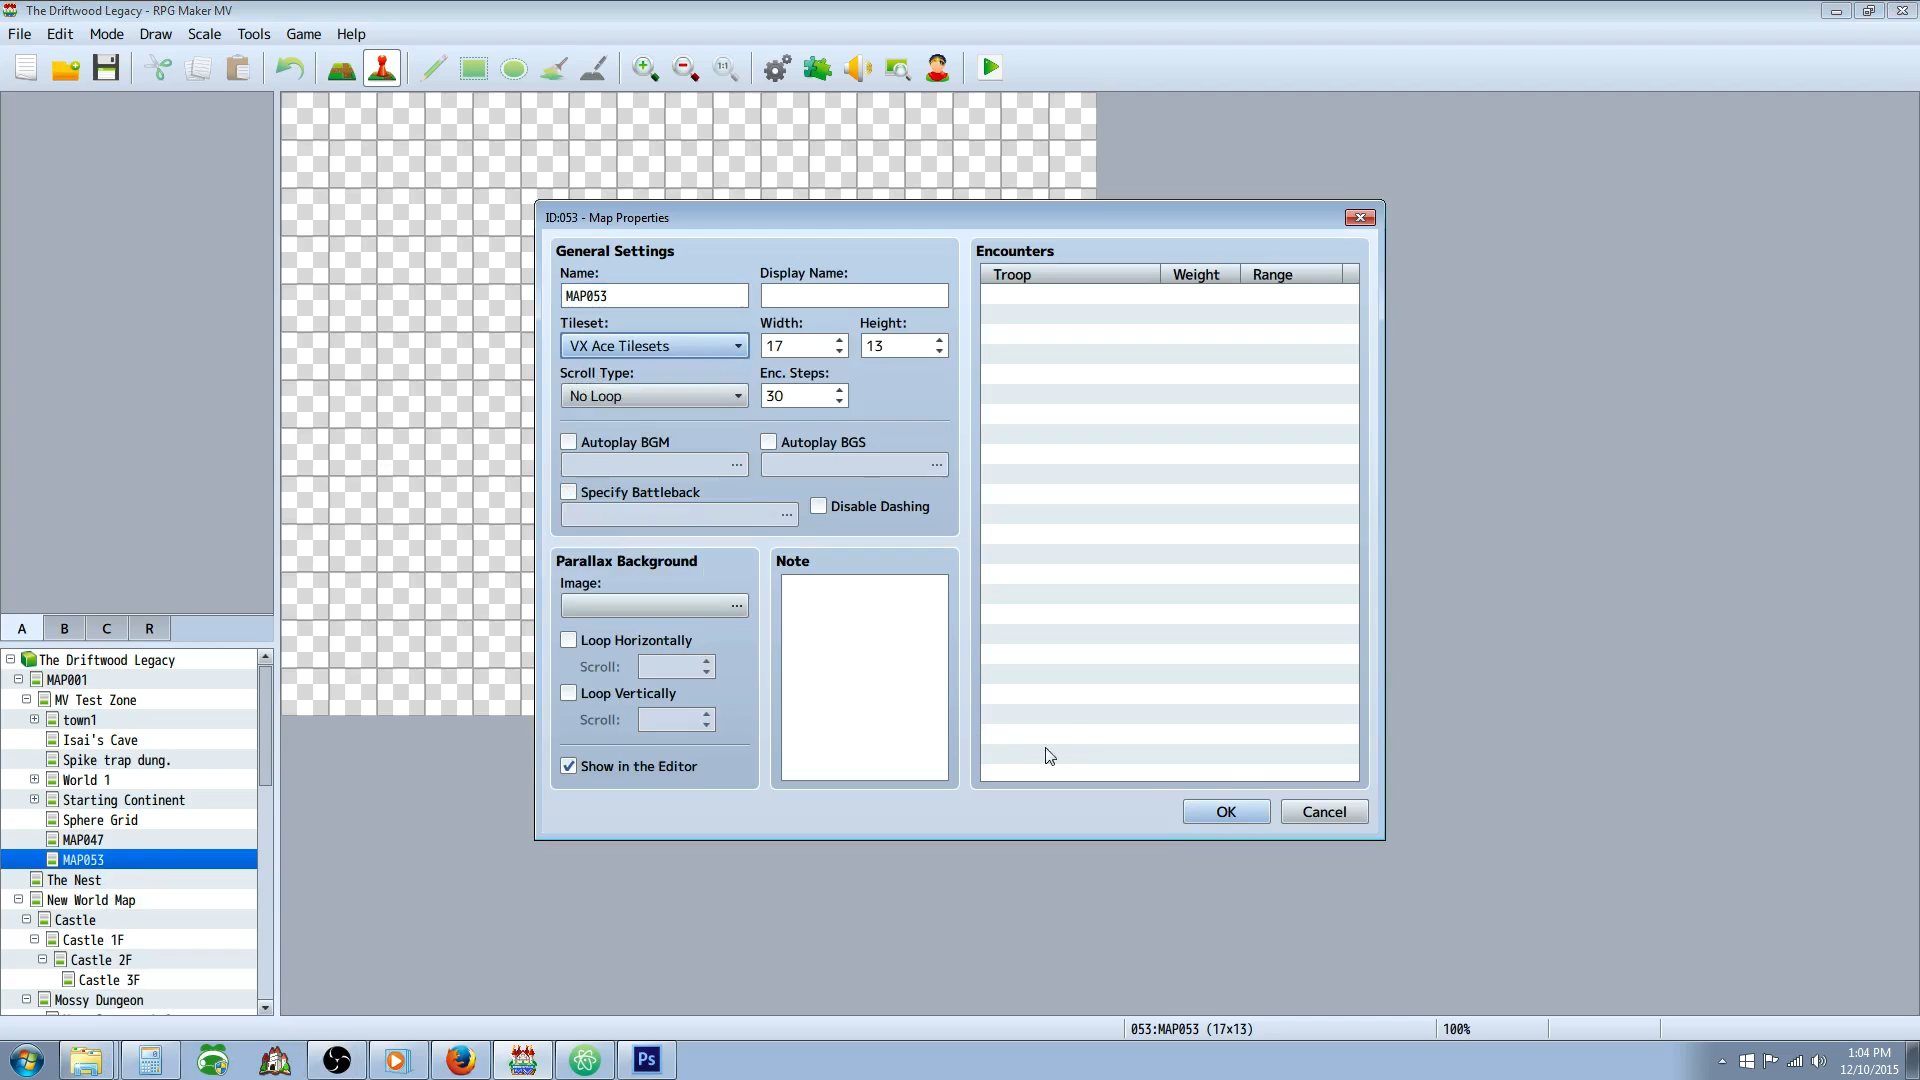 The Driftwood Legacy - RPG Maker MV
File Edit Mode Draw Scale Tools Game Help
1:1
ID:053 - Map Properties
General Settings
Name: Display Name:
MAP053
Tileset: Width: Height:
VX Ace Tilesets 17 13
Scroll Type: Enc. Steps:
No Loop 30
Autoplay BGM Autoplay BGS
... ...
Specify Battleback
... Disable Dashing
Parallax Background
Image:
...
Loop Horizontally
Scroll:
Loop Vertically
Scroll:
Show in the Editor
Note
Encounters
Troop Weight Range
OK Cancel
A B C R
The Driftwood Legacy
MAP001
MV Test Zone
town1
Isai's Cave
Spike trap dung.
World 1
Starting Continent
Sphere Grid
MAP047
MAP053
The Nest
New World Map
Castle
Castle 1F
Castle 2F
Castle 3F
Mossy Dungeon
053:MAP053 (17x13) 100%
Ps
1:04 PM
12/10/2015